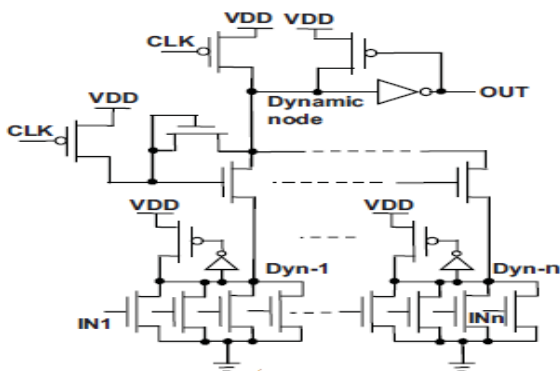 VDD VDD
CLK
OUT
Dynamic
node
VDD
CLK
VDD VDD
Dyn-1 Dyn-n
IN1 INn